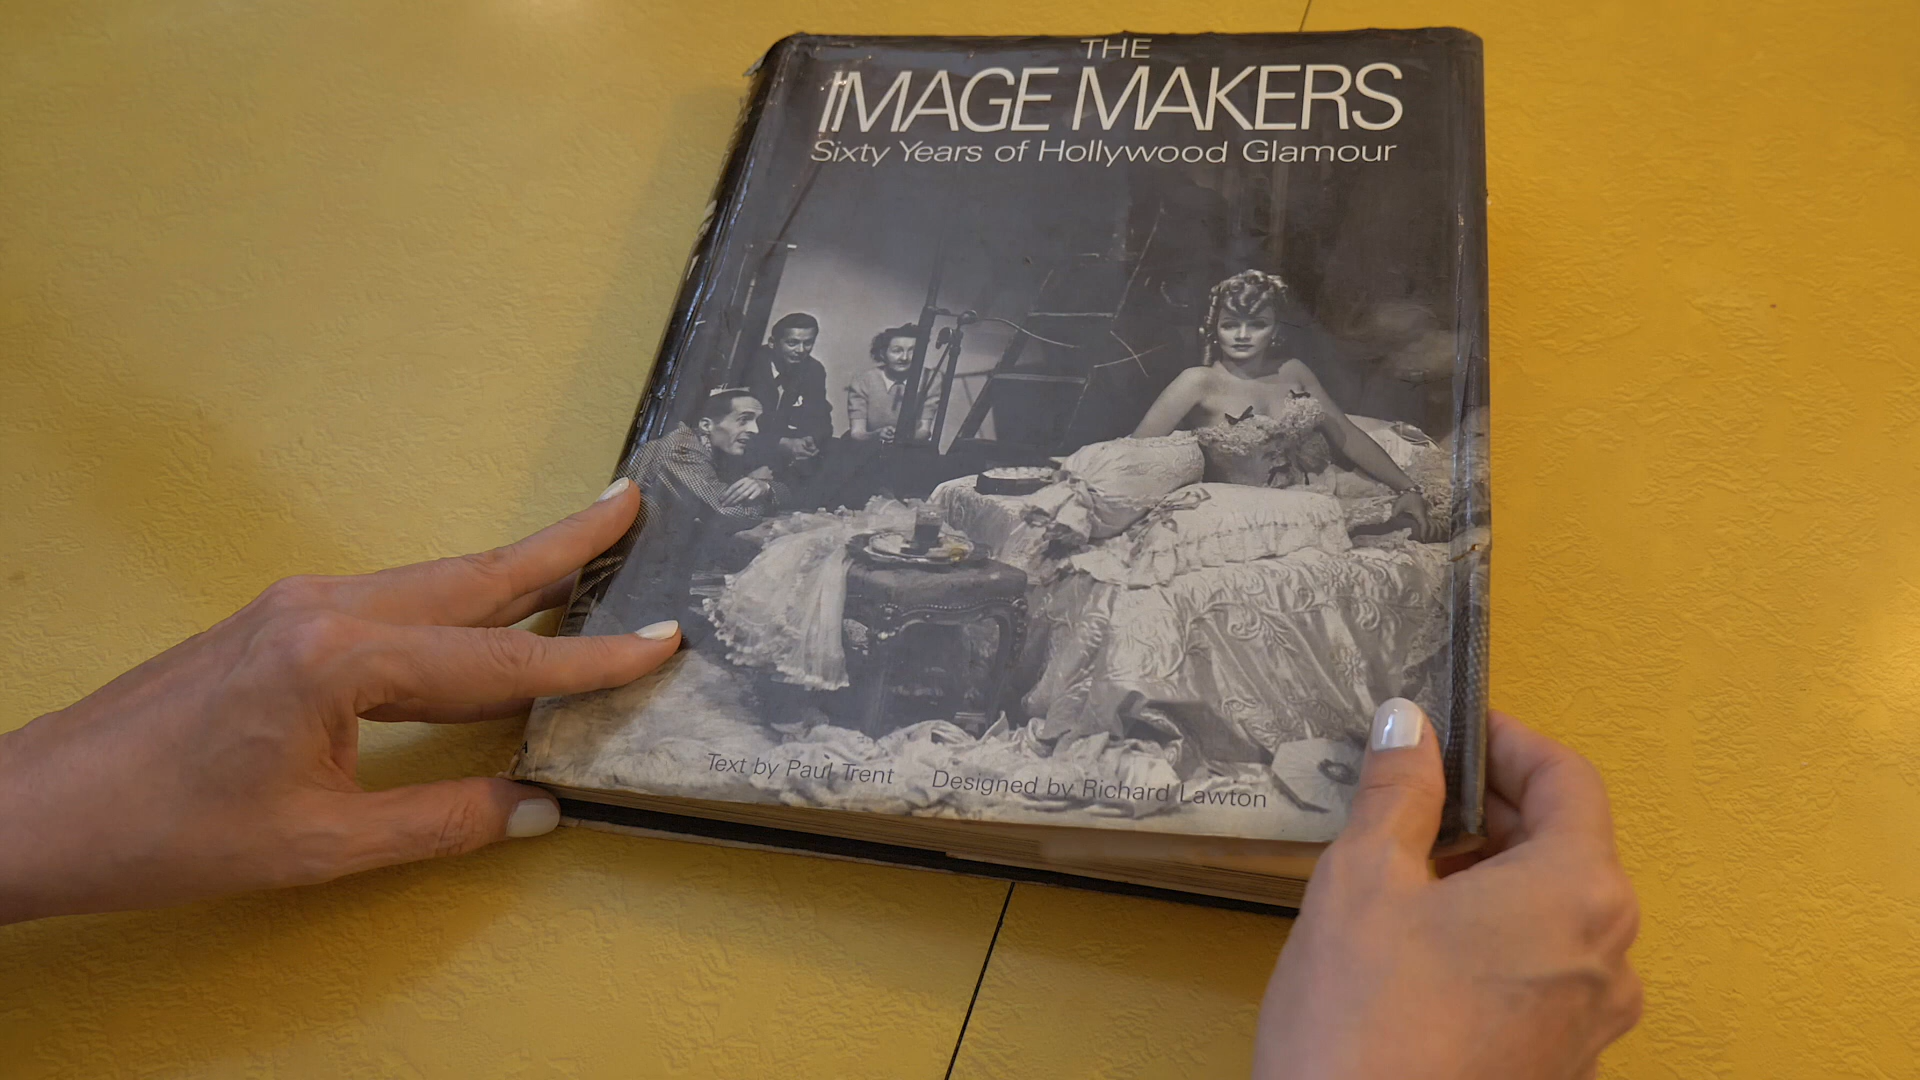 THE
IMAGE MAKERS
Sixty Years of Hollywood Glamour
Text by Paul Trent Designed by Richard Lawton